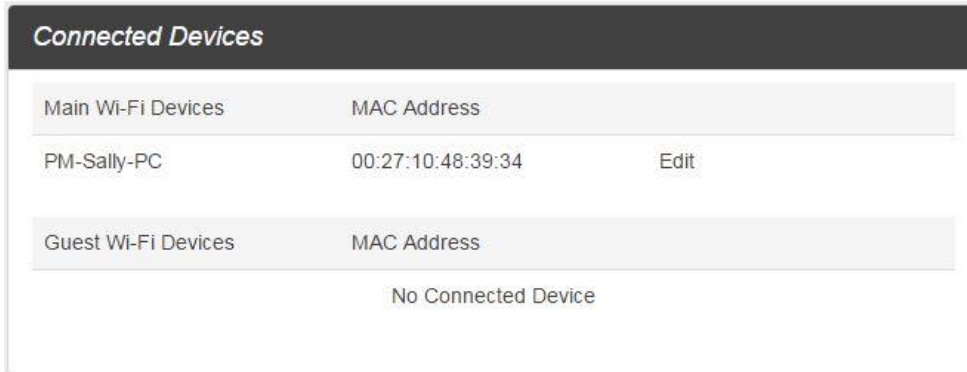 Connected Devices
Main Wi-Fi Devices MAC Address
PM-Sally-PC 00:27:10:48:39:34 Edit
Guest Wi-Fi Devices MAC Address
No Connected Device